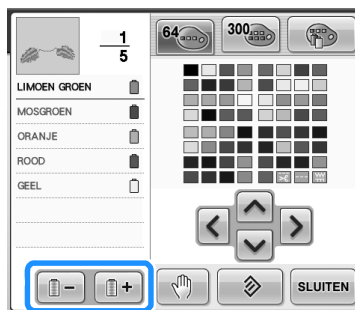 1
5
64
300
LIMOEN GROEN
MOSGROEN
ORANJE
ROOD
GEEL
SLUITEN